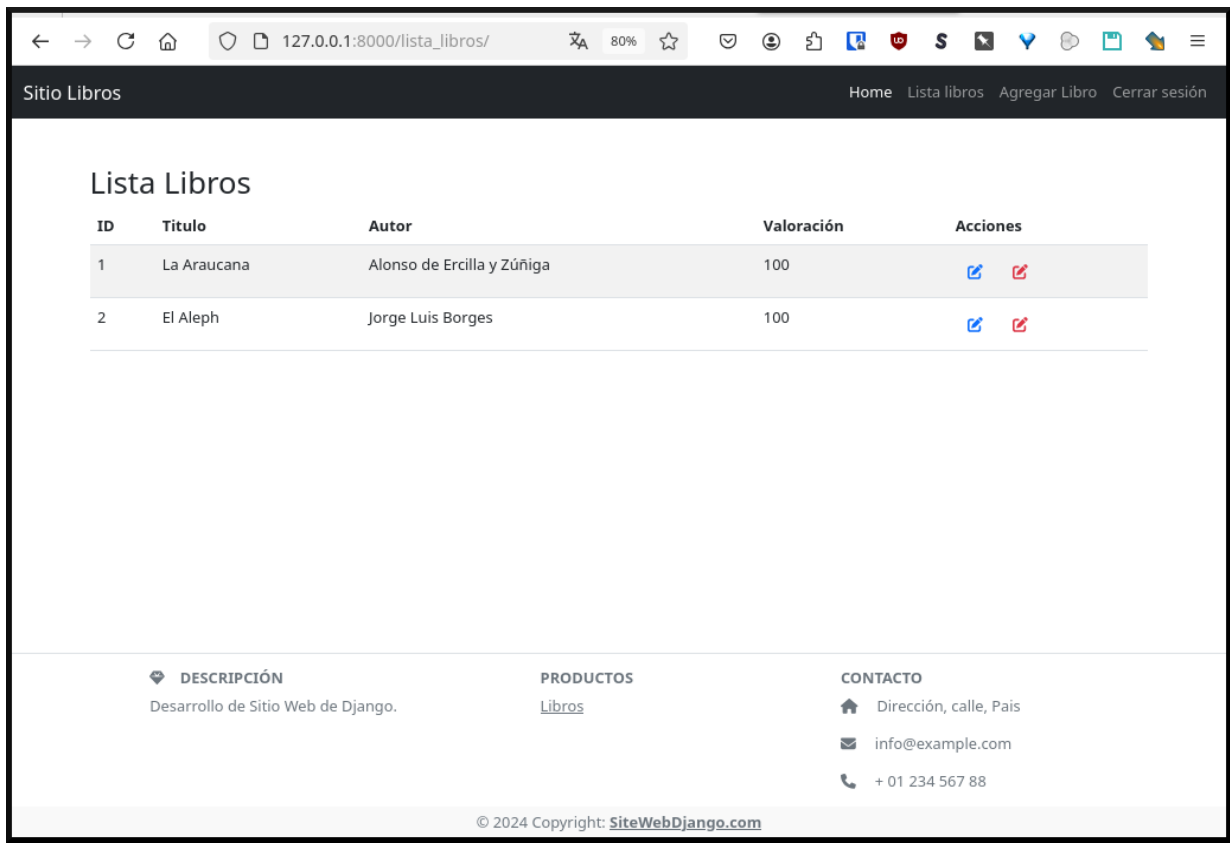 127.0.0.1:8000/lista_libros/ 80%
Sitio Libros Home Lista libros Agregar Libro Cerrar sesión
Lista Libros
ID Titulo Autor Valoración Acciones
1 La Araucana Alonso de Ercilla y Zúñiga 100
2 El Aleph Jorge Luis Borges 100
DESCRIPCIÓN PRODUCTOS CONTACTO
Desarrollo de Sitio Web de Django. Libros Dirección, calle, Pais
info@example.com
+ 01 234 567 88
© 2024 Copyright: SiteWebDjango.com